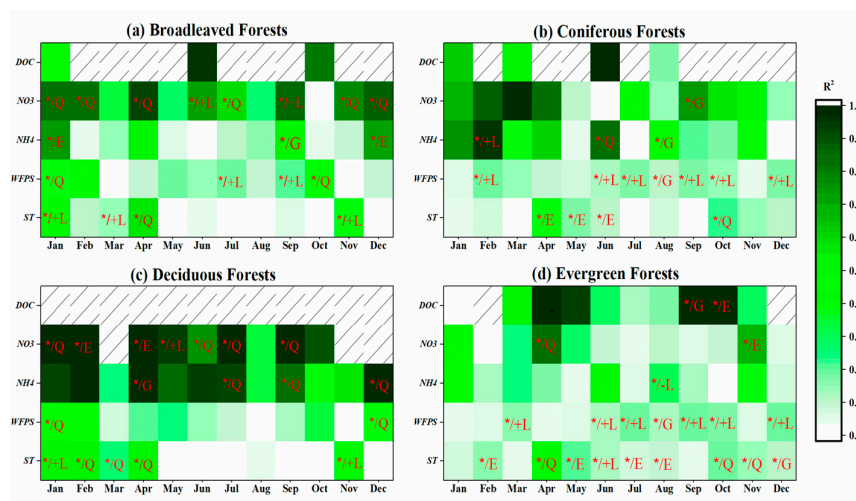 (a) Broadleaved Forests
DOC
NO3 */Q */Q */Q */+L */Q */+L */Q */Q
NH4 */E */G */E
WFPS */Q */+L */+L */Q
ST */+L */+L */Q */+L
Jan Feb Mar Apr May Jun Jul Aug Sep Oct Nov Dec
(b) Coniferous Forests
DOC
NO3 */G
NH4 */+L */Q */G
WFPS */+L */+L */+L */G */+L */+L */+L
ST */E */E */E */Q
Jan Feb Mar Apr May Jun Jul Aug Sep Oct Nov Dec
(c) Deciduous Forests
DOC
NO3 */Q */E */E */+L */Q */Q */Q
NH4 */G */Q */Q */Q
WFPS */Q */Q
ST */+L */Q */Q */Q */+L
Jan Feb Mar Apr May Jun Jul Aug Sep Oct Nov Dec
(d) Evergreen Forests
DOC */G */E
NO3 */Q */E
NH4 */-L
WFPS */+L */+L */+L */G */+L */+L */+L
ST */E */Q */E */+L */E */E */Q */Q */G
Jan Feb Mar Apr May Jun Jul Aug Sep Oct Nov Dec
R²